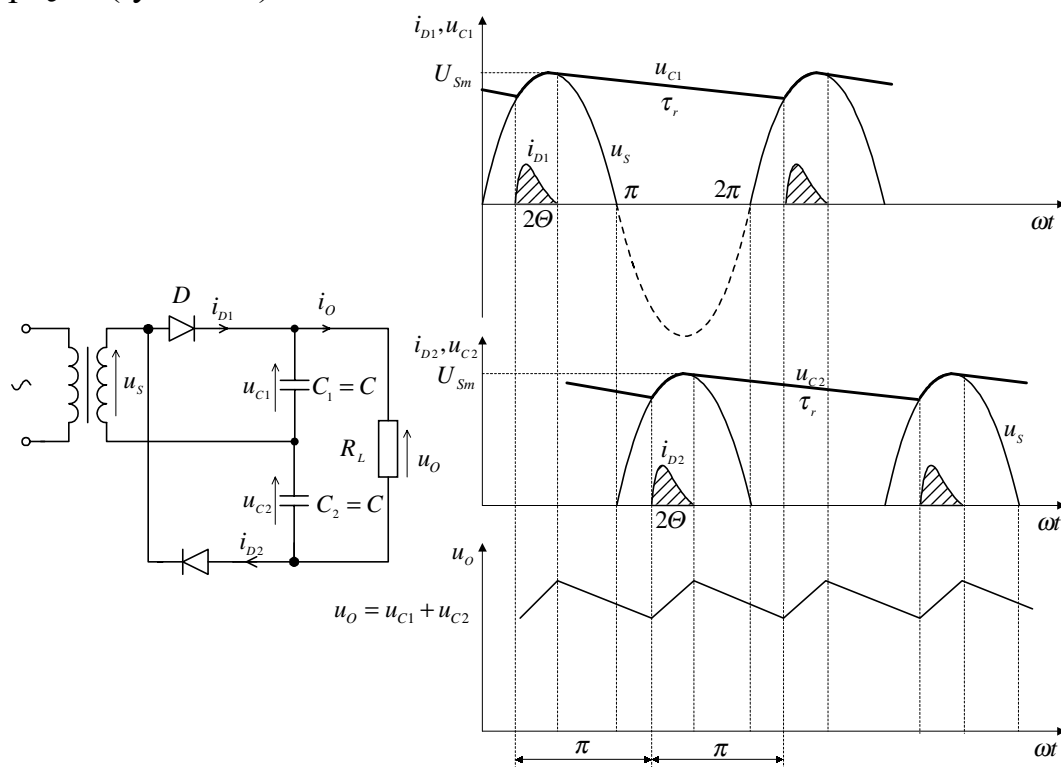 i_{D1}, u_{C1}
U_{Sm}
u_{C1}
τ_r
i_{D1}
u_S
π
2π
2Θ
ωt
D
i_{D1}
i_O
u_S
u_{C1}
C_1 = C
R_L
u_O
u_{C2}
C_2 = C
i_{D2}
i_{D2}, u_{C2}
U_{Sm}
u_{C2}
τ_r
u_S
i_{D2}
2Θ
ωt
u_O
u_O = u_{C1} + u_{C2}
ωt
π
π